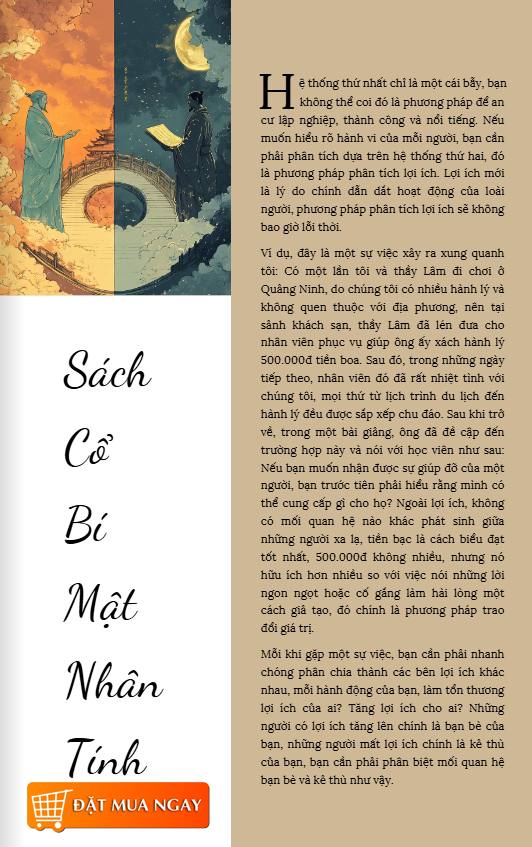 Sách
Cổ
Bí
Mật
Nhân
Tính
ĐẶT MUA NGAY
Hệ thống thứ nhất chỉ là một cái bẫy, bạn
không thể coi đó là phương pháp để an
cư lập nghiệp, thành công và nổi tiếng. Nếu
muốn hiểu rõ hành vi của mỗi người, bạn cần
phải phân tích dựa trên hệ thống thứ hai, đó
là phương pháp phân tích lợi ích. Lợi ích mới
là lý do chính dẫn dắt hoạt động của loài
người, phương pháp phân tích lợi ích sẽ không
bao giờ lỗi thời.
Ví dụ, đây là một sự việc xảy ra xung quanh
tôi: Có một lần tôi và thầy Lâm đi chơi ở
Quảng Ninh, do chúng tôi có nhiều hành lý và
không quen thuộc với địa phương, nên tại
sảnh khách sạn, thầy Lâm đã lén đưa cho
nhân viên phục vụ giúp ông ấy xách hành lý
500.000đ tiền boa. Sau đó, trong những ngày
tiếp theo, nhân viên đó đã rất nhiệt tình với
chúng tôi, mọi thứ từ lịch trình du lịch đến
hành lý đều được sắp xếp chu đáo. Sau khi trở
về, trong một bài giảng, ông đã đề cập đến
trường hợp này và nói với học viên như sau:
Nếu bạn muốn nhận được sự giúp đỡ của một
người, bạn trước tiên phải hiểu rằng mình có
thể cung cấp gì cho họ? Ngoài lợi ích, không
có mối quan hệ nào khác phát sinh giữa
những người xa lạ, tiền bạc là cách biểu đạt
tốt nhất, 500.000đ không nhiều, nhưng nó
hữu ích hơn nhiều so với việc nói những lời
ngon ngọt hoặc cố gắng làm hài lòng một
cách giả tạo, đó chính là phương pháp trao
đổi giá trị.
Mỗi khi gặp một sự việc, bạn cần phải nhanh
chóng phân chia thành các bên lợi ích khác
nhau, mỗi hành động của bạn, làm tổn thương
lợi ích của ai? Tăng lợi ích cho ai? Những
người có lợi ích tăng lên chính là bạn bè của
bạn, những người mất lợi ích chính là kẻ thù
của bạn, bạn cần phải phân biệt mối quan hệ
bạn bè và kẻ thù như vậy.